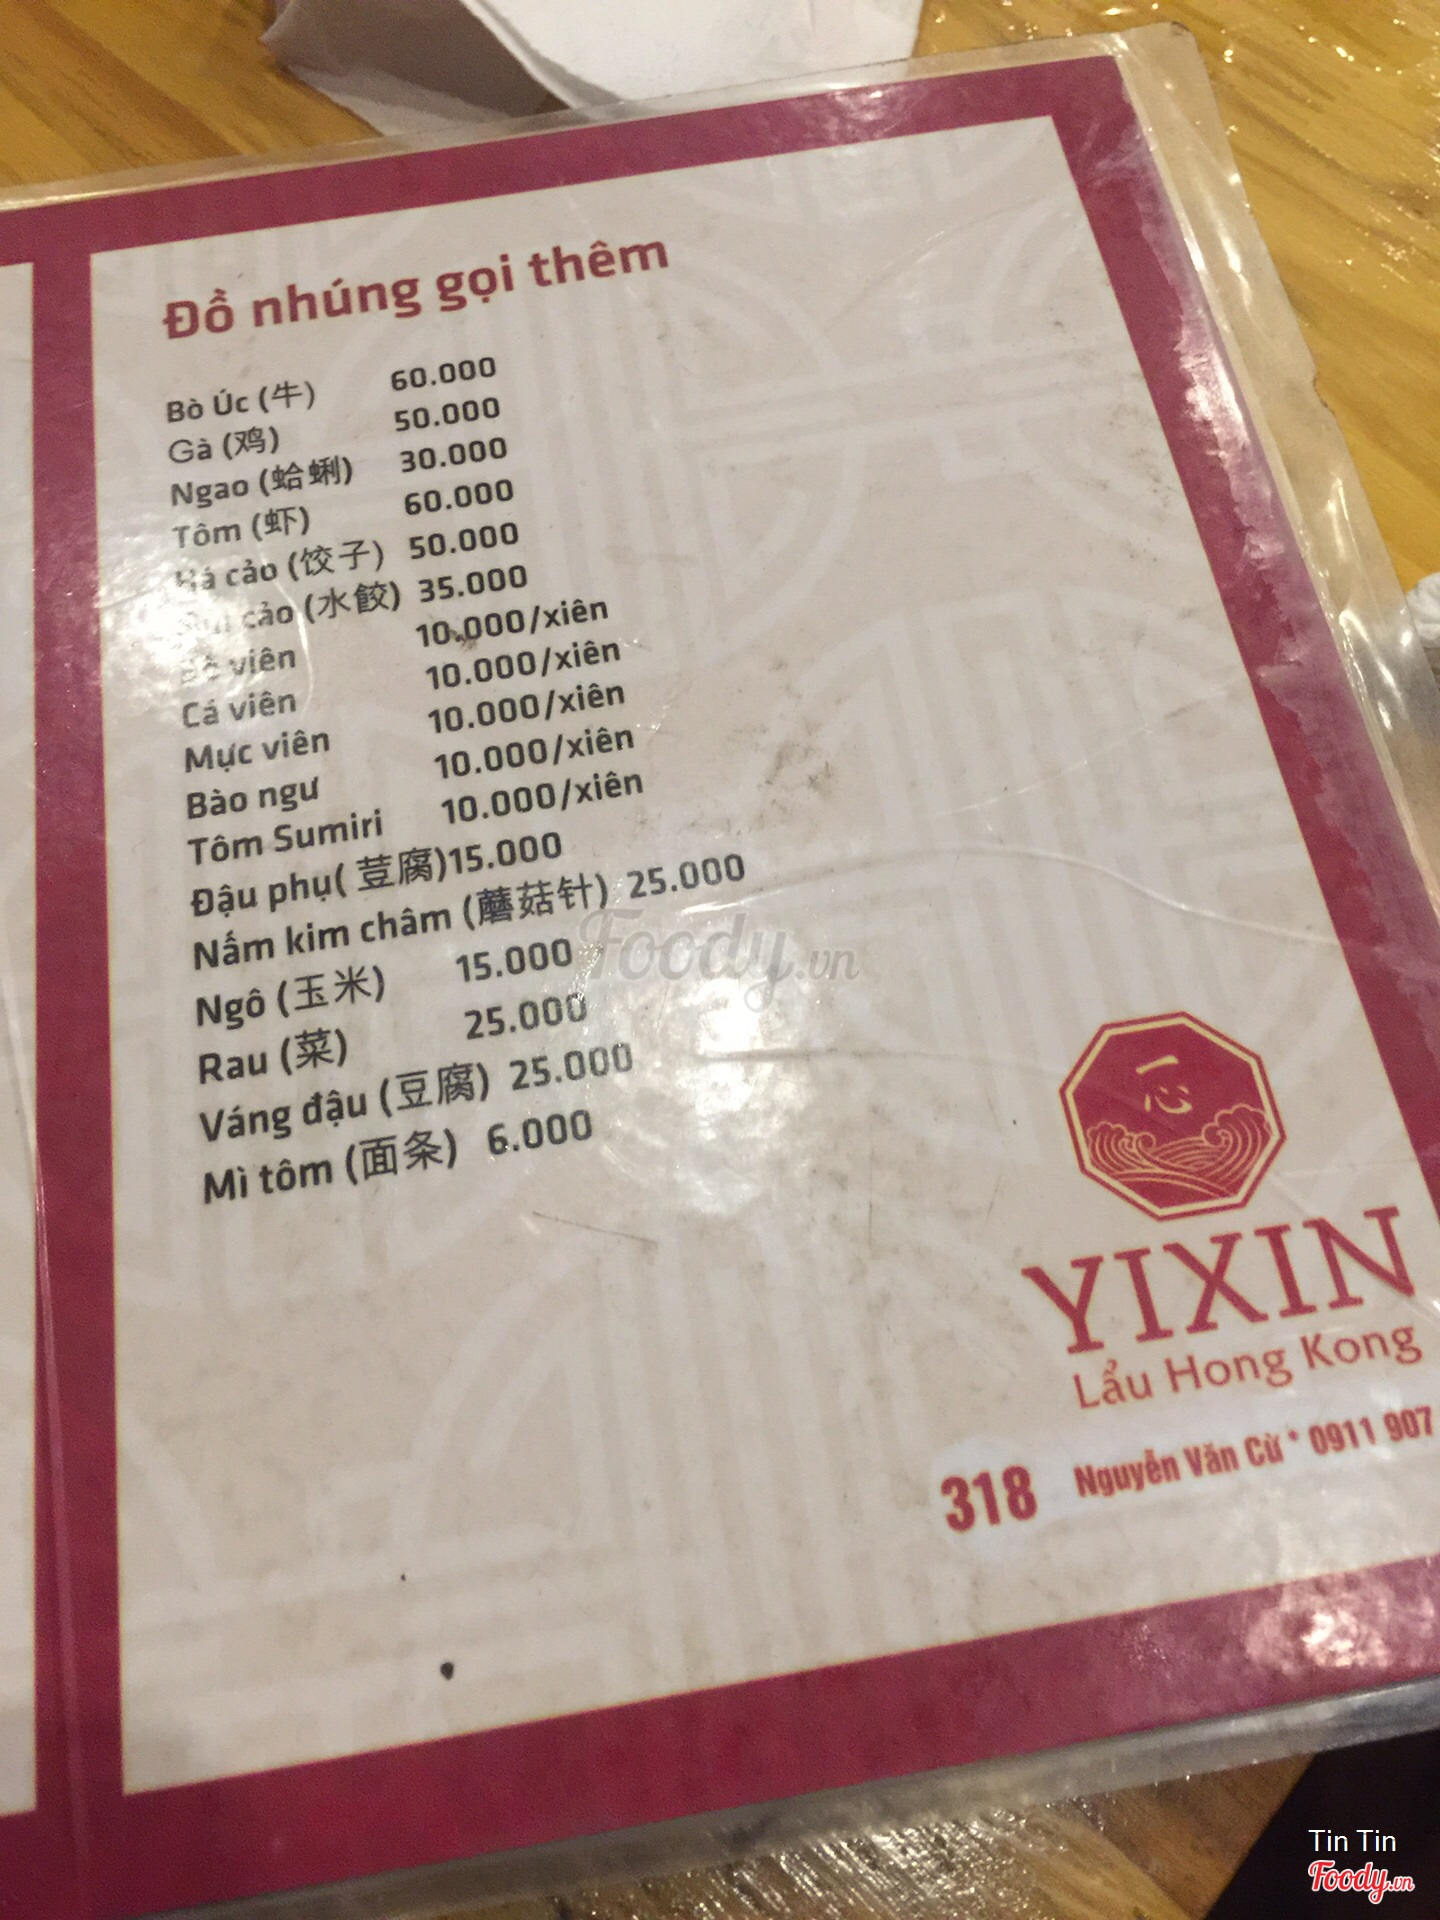 Đồ nhúng gọi thêm
Bò Úc (牛) 60.000
Gà (鸡) 50.000
Ngao (蛤蜊) 30.000
Tôm (虾) 60.000
Há cảo (饺子) 50.000
cảo (水餃) 35.000
viên 10.000/xiên
Cá viên 10.000/xiên
Mực viên 10.000/xiên
Bào ngư 10.000/xiên
Tôm Sumiri 10.000/xiên
Đậu phụ( 荳腐)15.000
Nấm kim châm (蘑菇针) 25.000
Ngô (玉米) 15.000
Rau (菜) 25.000
Váng đậu (豆腐) 25.000
Mì tôm (面条) 6.000
Foody.vn
一心
YIXIN
Lẩu Hong Kong
318 Nguyễn Văn Cừ * 0911 907
Tin Tin
Foody.vn